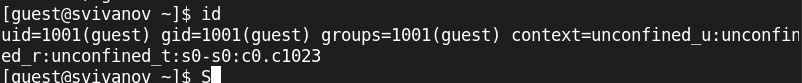 [guest@svivanov ~]$ id
uid=1001(guest) gid=1001(guest) groups=1001(guest) context=unconfined_u:unconfin
ed_r:unconfined_t:s0-s0:c0.c1023
[guest@svivanov ~]$ S